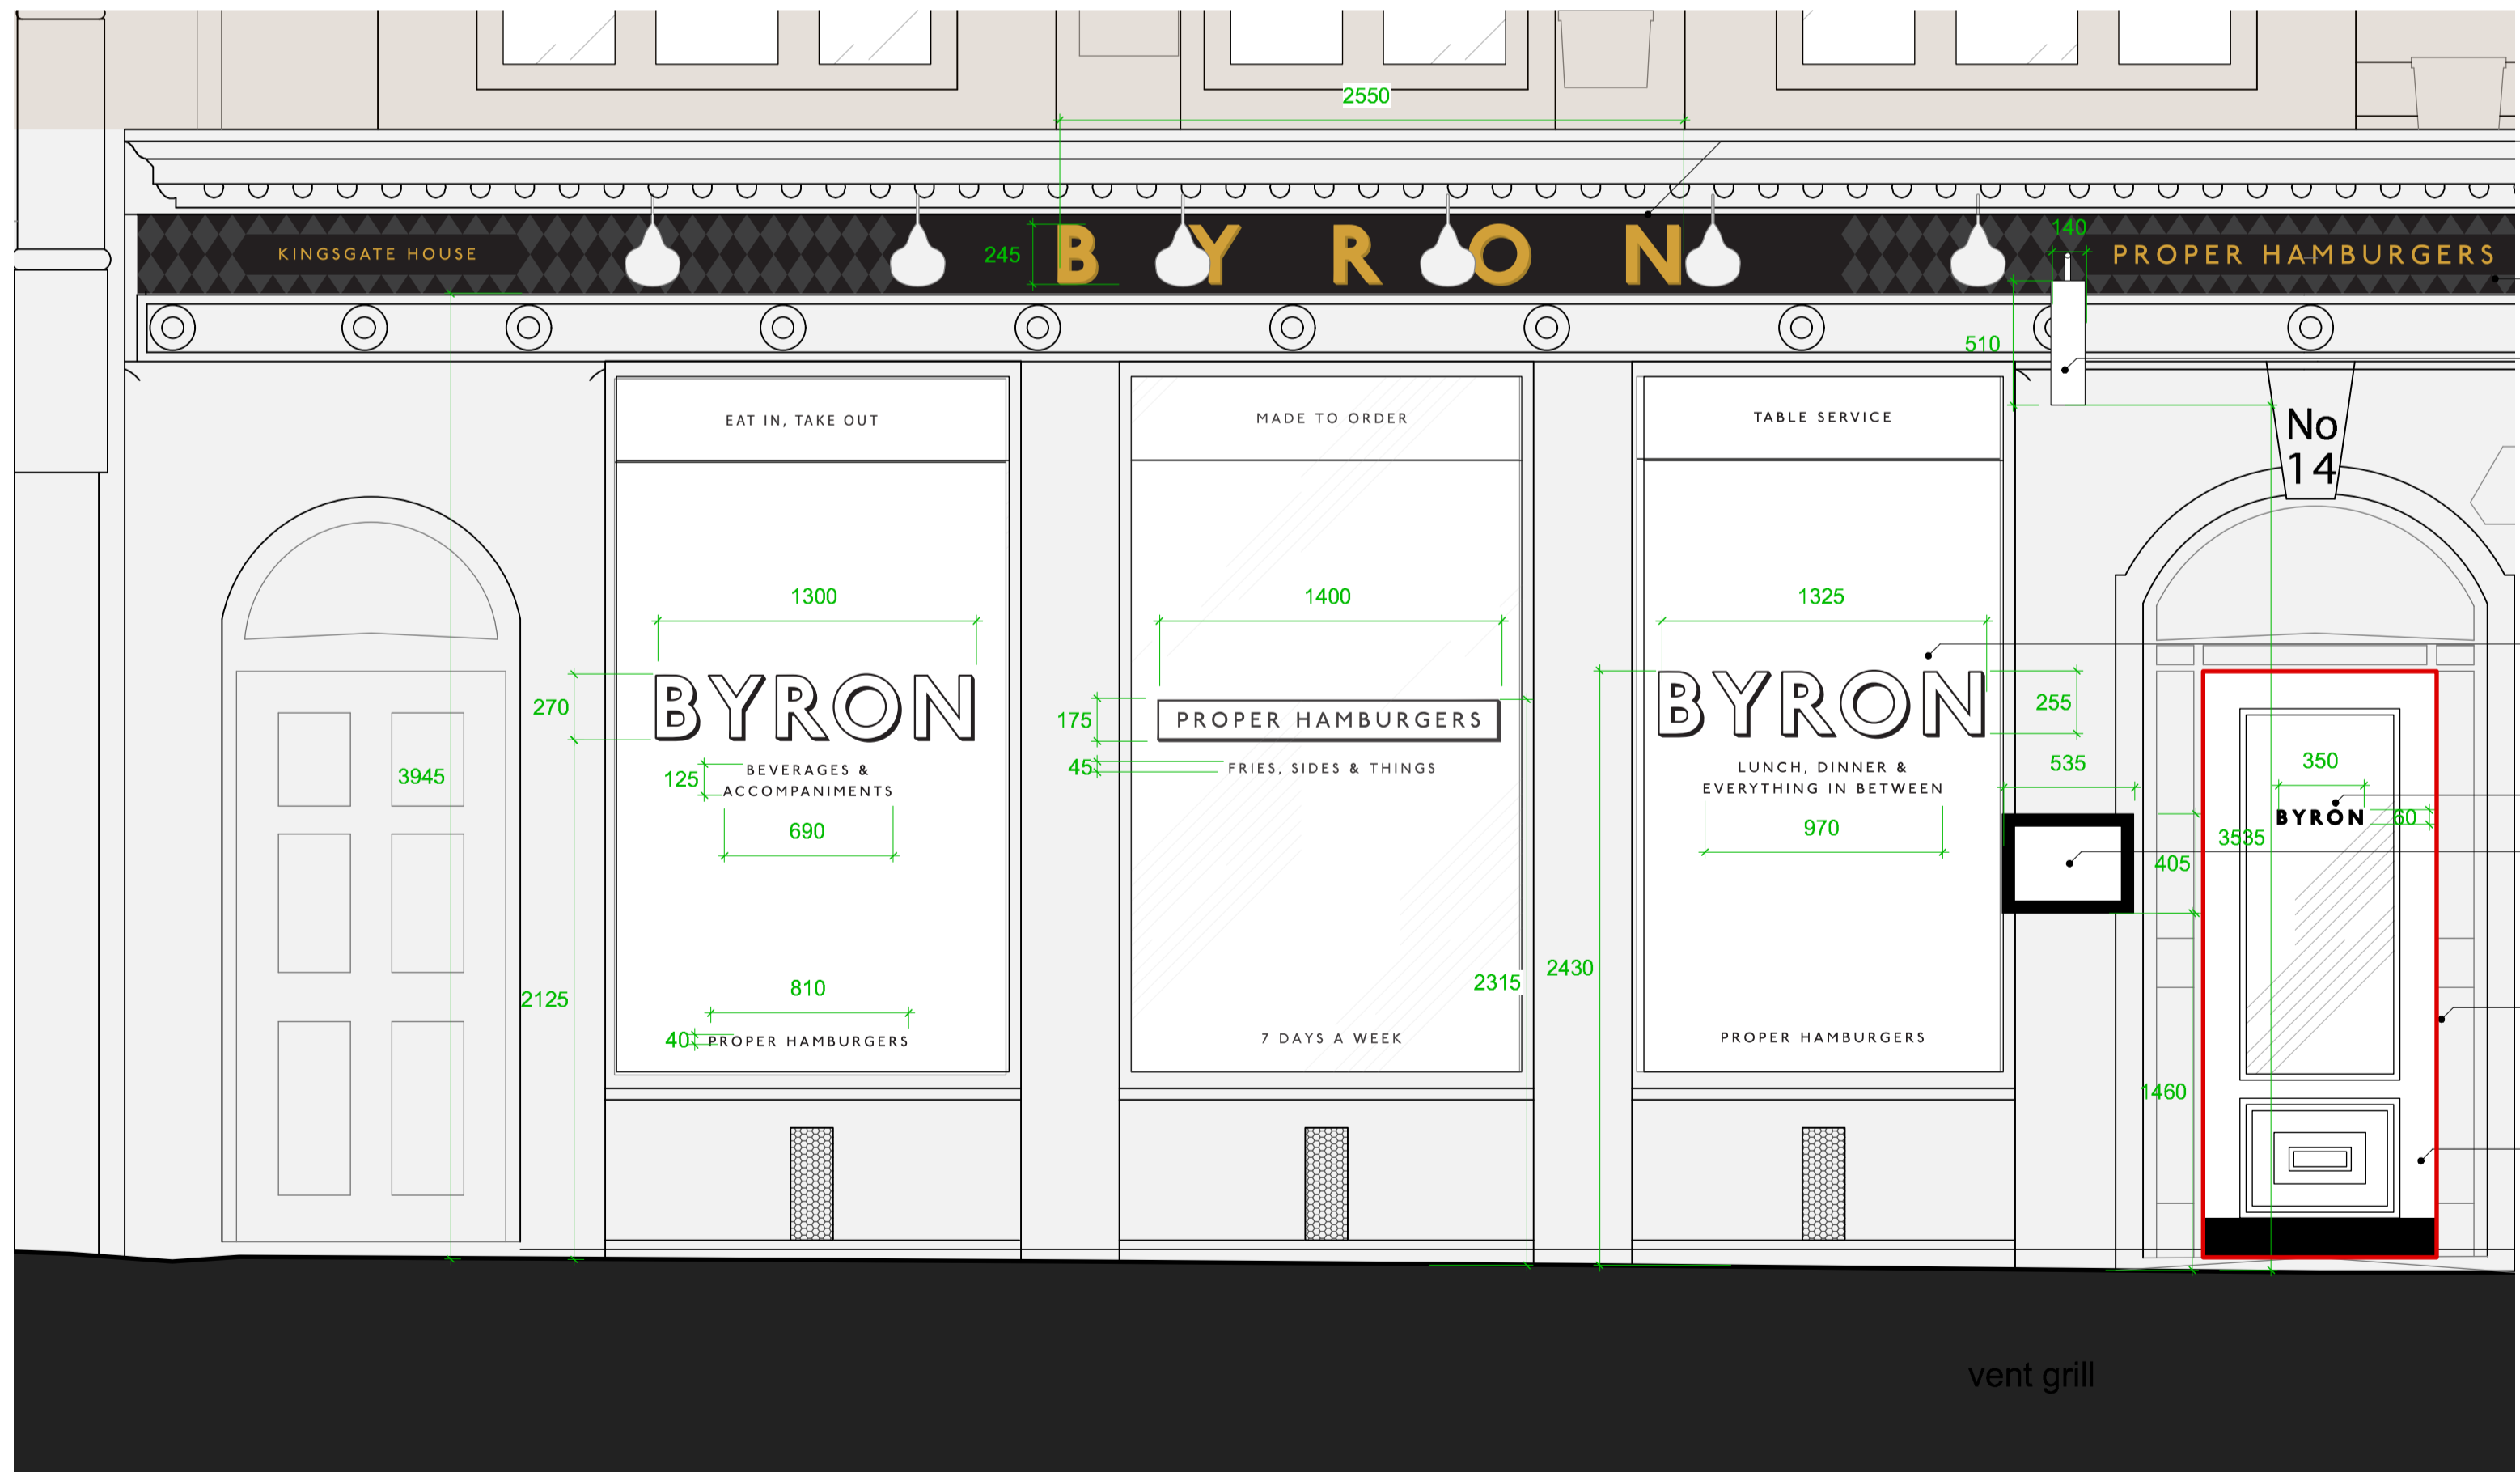 2550
KINGSGATE HOUSE
245
B Y R O N
140
PROPER HAMBURGERS
510
No
14
EAT IN, TAKE OUT
MADE TO ORDER
TABLE SERVICE
1300
1400
1325
BYRON
270
BEVERAGES &
ACCOMPANIMENTS
125
690
3945
175
PROPER HAMBURGERS
45
FRIES, SIDES & THINGS
BYRON
255
LUNCH, DINNER &
EVERYTHING IN BETWEEN
970
535
350
BYRON
60
3535
405
2125
810
40
PROPER HAMBURGERS
7 DAYS A WEEK
2315
2430
PROPER HAMBURGERS
1460
vent grill